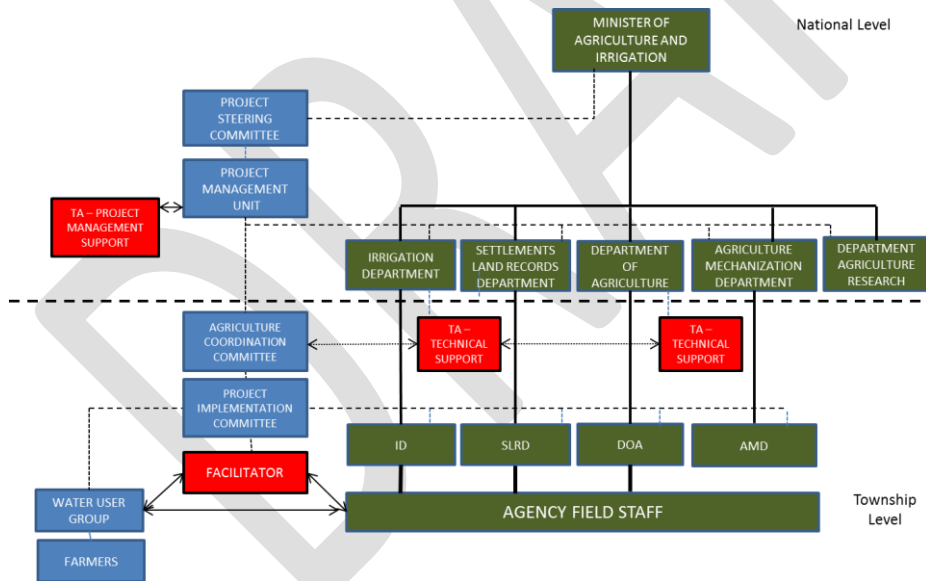 MINISTER OF
AGRICULTURE AND
IRRIGATION
National Level
PROJECT
STEERING
COMMITTEE
PROJECT
MANAGEMENT
UNIT
TA – PROJECT
MANAGEMENT
SUPPORT
IRRIGATION
DEPARTMENT
SETTLEMENTS
LAND RECORDS
DEPARTMENT
DEPARTMENT
OF
AGRICULTURE
AGRICULTURE
MECHANIZATION
DEPARTMENT
DEPARTMENT
AGRICULTURE
RESEARCH
AGRICULTURE
COORDINATION
COMMITTEE
TA –
TECHNICAL
SUPPORT
TA –
TECHNICAL
SUPPORT
PROJECT
IMPLEMENTATION
COMMITTEE
ID
SLRD
DOA
AMD
FACILITATOR
WATER USER
GROUP
AGENCY FIELD STAFF
Township
Level
FARMERS
DRA